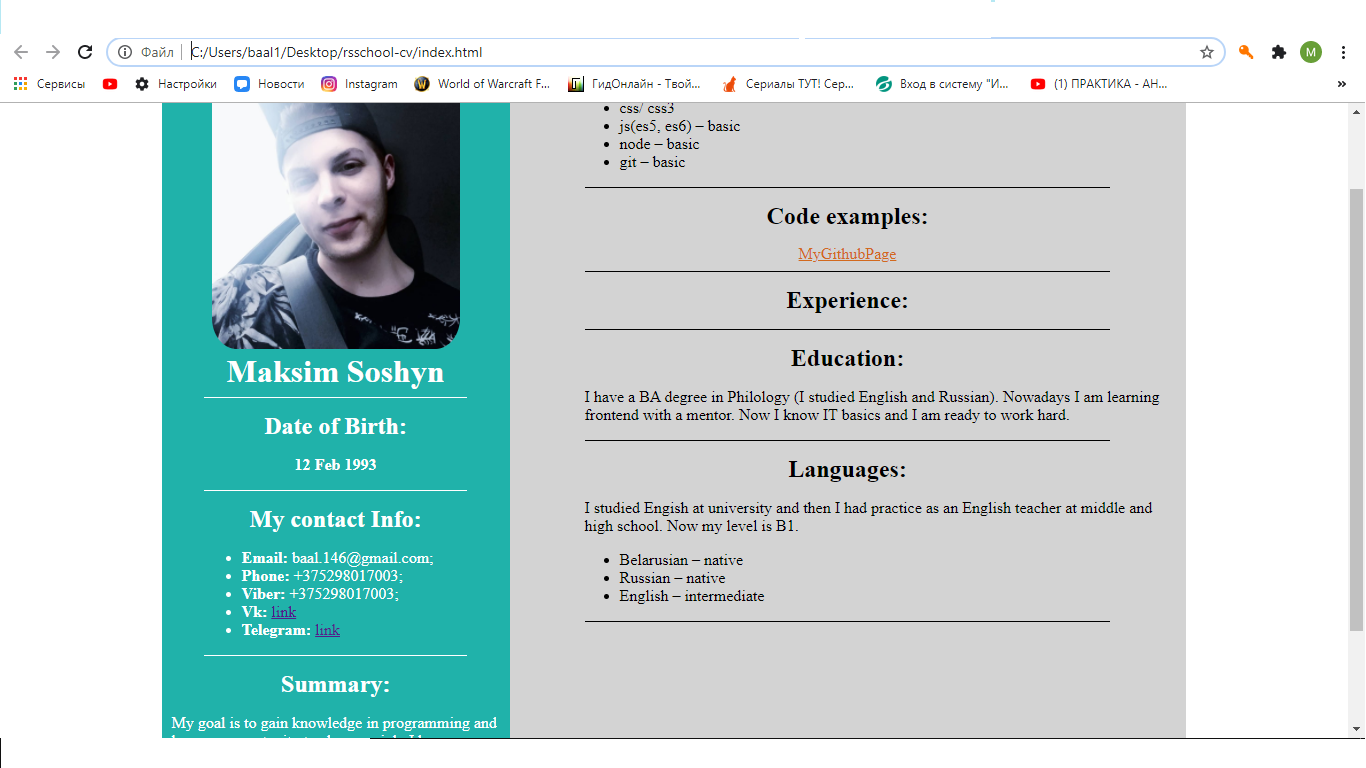 Файл C:/Users/baal1/Desktop/rsschool-cv/index.html
M
Сервисы Настройки Новости Instagram World of Warcraft F... ГидОнлайн - Твой... Сериалы ТУТ! Сер... Вход в систему "И... (1) ПРАКТИКА - АН... »
Maksim Soshyn
Date of Birth:
12 Feb 1993
My contact Info:
• Email: baal.146@gmail.com;
• Phone: +375298017003;
• Viber: +375298017003;
• Vk: link
• Telegram: link
Summary:
My goal is to gain knowledge in programming and
• css/ css3
• js(es5, es6) – basic
• node – basic
• git – basic
Code examples:
MyGithubPage
Experience:
Education:
I have a BA degree in Philology (I studied English and Russian). Nowadays I am learning
frontend with a mentor. Now I know IT basics and I am ready to work hard.
Languages:
I studied Engish at university and then I had practice as an English teacher at middle and
high school. Now my level is B1.
• Belarusian – native
• Russian – native
• English – intermediate